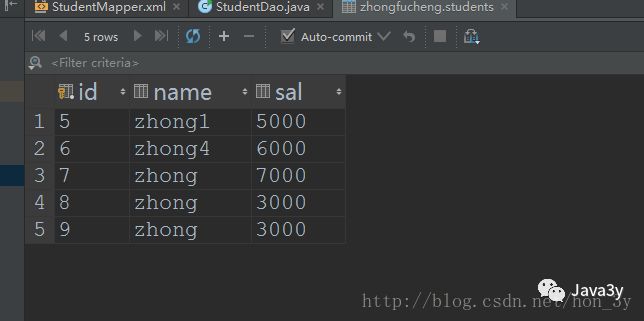 StudentMapper.xml StudentDao.java zhongfucheng.students
5 rows Auto-commit
<Filter criteria>
id name sal
1 5 zhong1 5000
2 6 zhong4 6000
3 7 zhong 7000
4 8 zhong 3000
5 9 zhong 3000
Java3y
http://blog.csdn.net/hon_3y